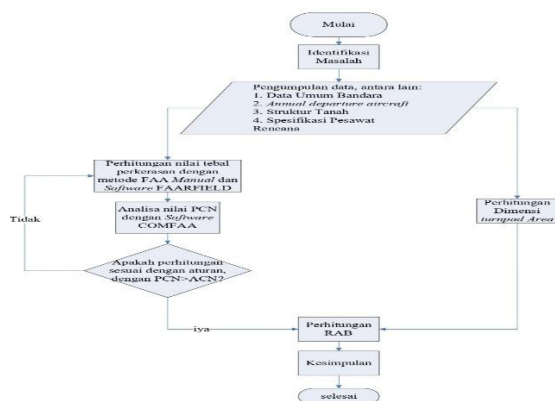 Mulai
Identifikasi
Masalah
Pengumpulan data, antara lain:
1. Data Umum Bandara
2. Annual departure aircraft
3. Struktur Tanah
4. Spesifikasi Pesawat
Rencana
Perhitungan nilai tebal
perkerasan dengan
metode FAA Manual dan
Software FAARFIELD
Tidak
Analisa nilai PCN
dengan Software
COMFAA
Perhitungan
Dimensi
turnpad Area
Apakah perhitungan
sesuai dengan aturan,
dengan PCN>ACN?
iya
Perhitungan
RAB
Kesimpulan
selesai